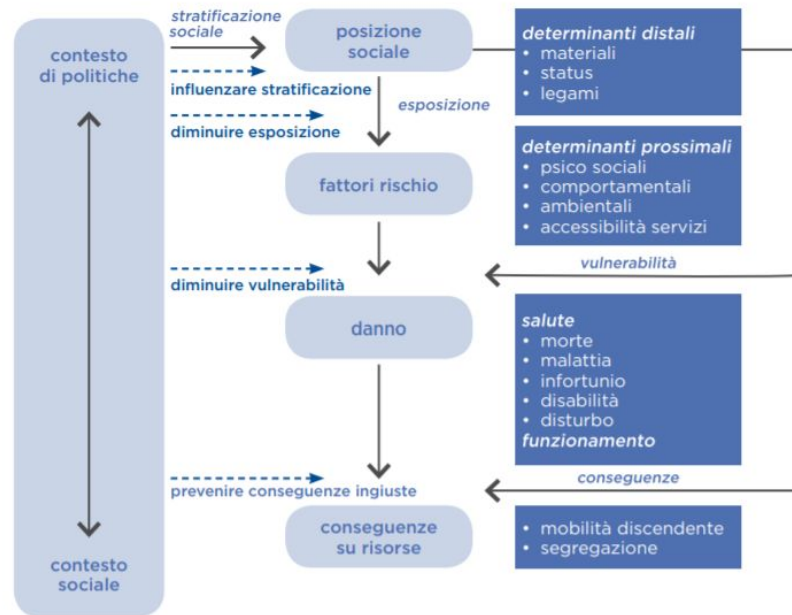 contesto
di politiche
contesto
sociale
stratificazione
sociale
influenzare stratificazione
diminuire esposizione
diminuire vulnerabilità
prevenire conseguenze ingiuste
posizione
sociale
esposizione
fattori rischio
danno
conseguenze
su risorse
determinanti distali
• materiali
• status
• legami
determinanti prossimali
• psico sociali
• comportamentali
• ambientali
• accessibilità servizi
vulnerabilità
salute
• morte
• malattia
• infortunio
• disabilità
• disturbo
funzionamento
conseguenze
• mobilità discendente
• segregazione